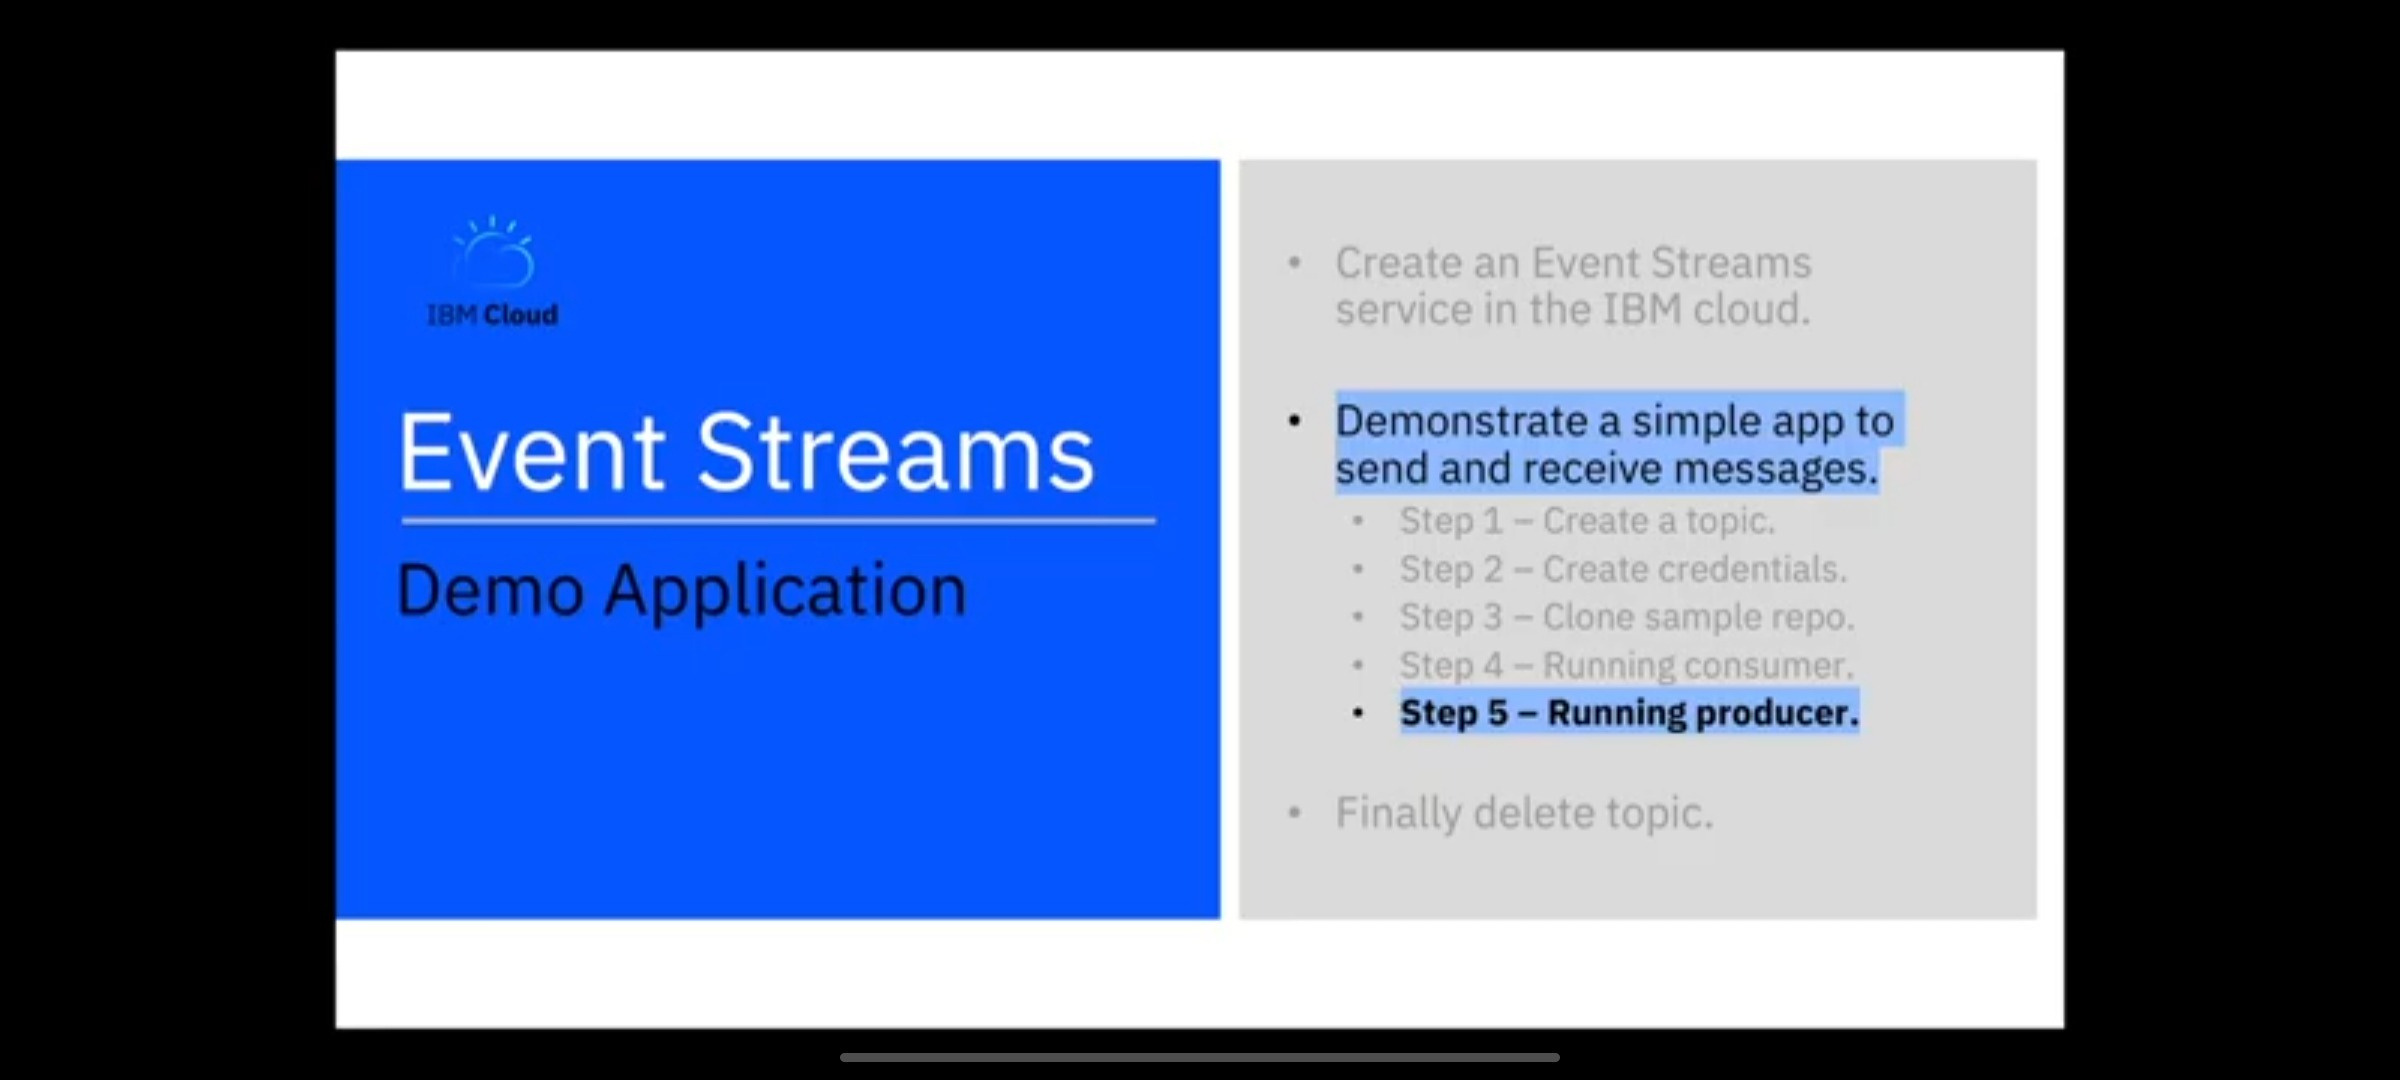 IBM Cloud
Event Streams
Demo Application
• Create an Event Streams
service in the IBM cloud.
• Demonstrate a simple app to
send and receive messages.
• Step 1 – Create a topic.
• Step 2 – Create credentials.
• Step 3 – Clone sample repo.
• Step 4 – Running consumer.
• Step 5 – Running producer.
• Finally delete topic.